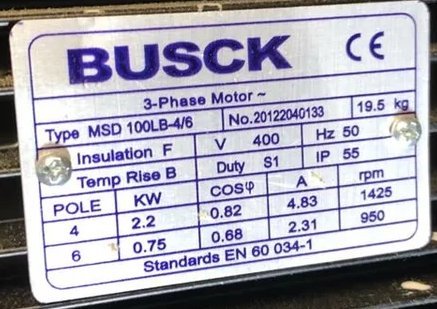 BUSCK CE
3-Phase Motor ~
Type MSD 100LB-4/6 No.20122040133 19.5 kg
Insulation F V 400 Hz 50
Temp Rise B Duty S1 IP 55
POLE KW COSφ A rpm
4 2.2 0.82 4.83 1425
6 0.75 0.68 2.31 950
Standards EN 60 034-1